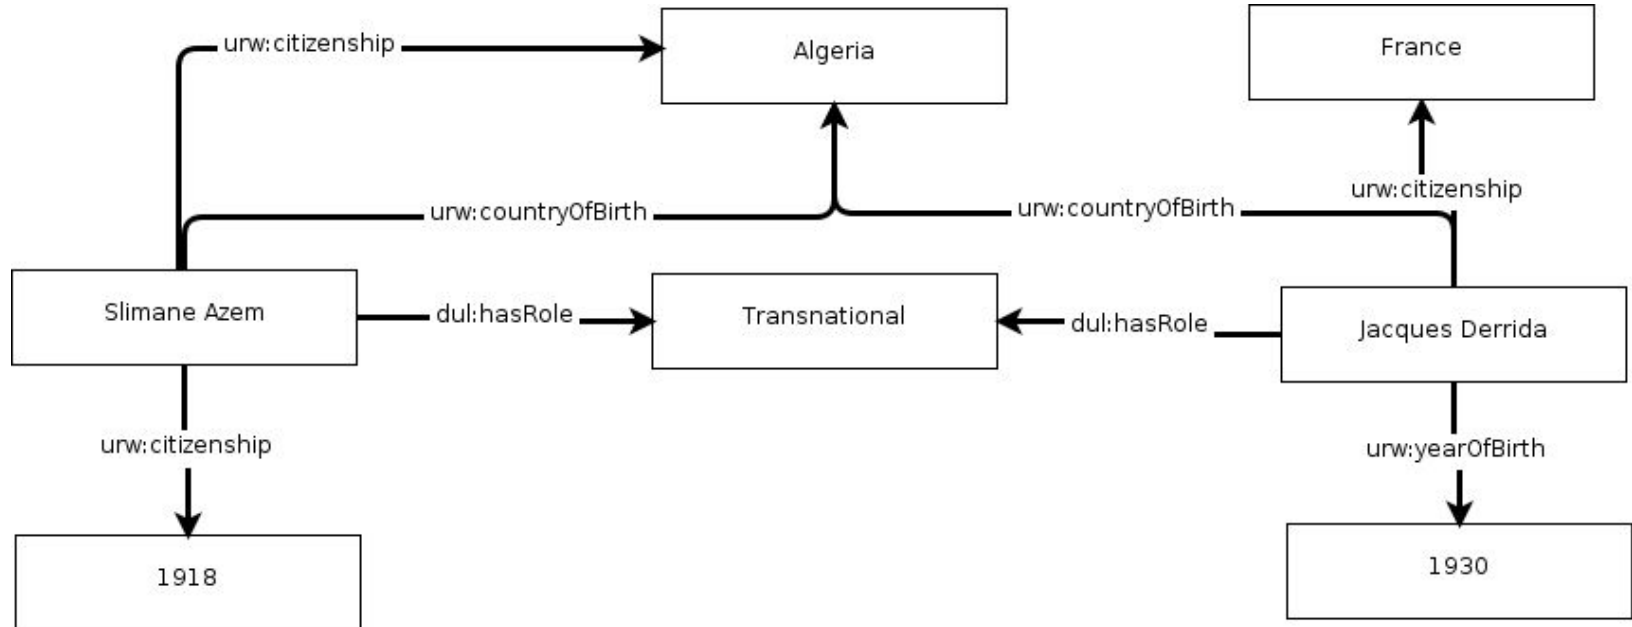 urw:citizenship
Algeria
France
urw:citizenship
urw:countryOfBirth
urw:countryOfBirth
Slimane Azem
dul:hasRole
Transnational
dul:hasRole
Jacques Derrida
urw:citizenship
urw:yearOfBirth
1918
1930